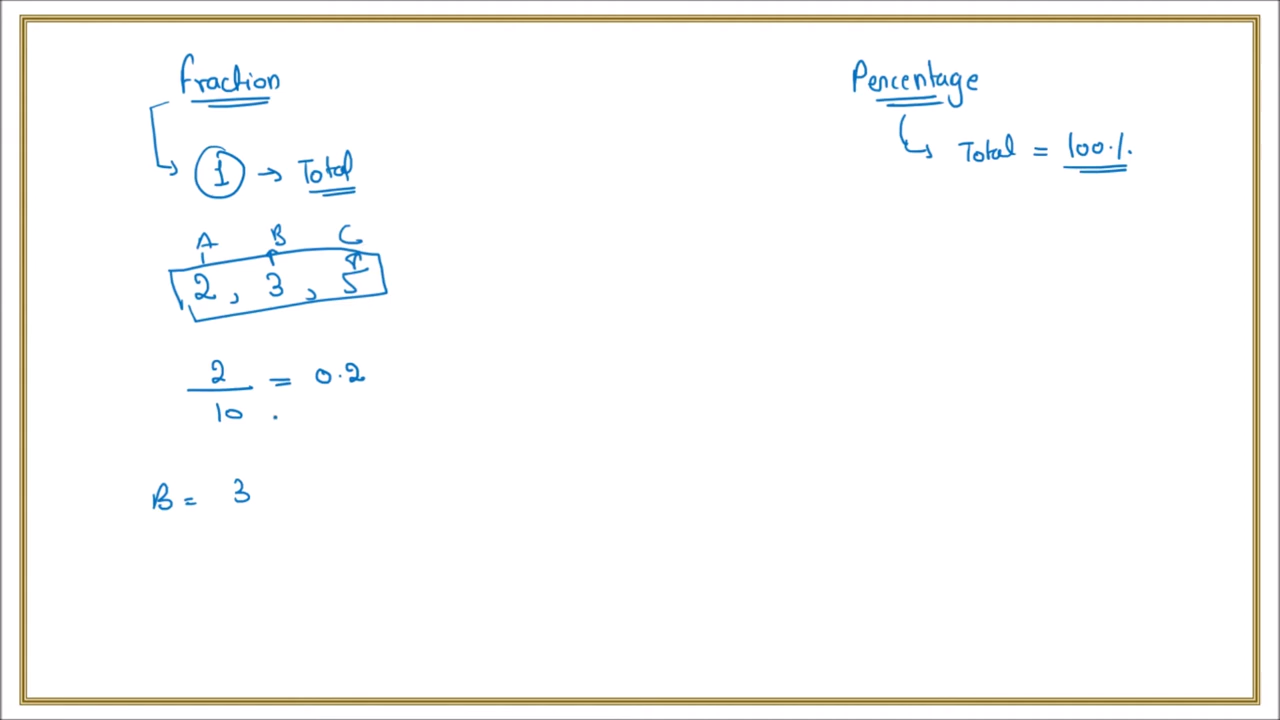 Fraction
1 → Total
A B C
2 , 3 , 5
2
10
= 0.2
B = 3
Percentage
Total = 100%